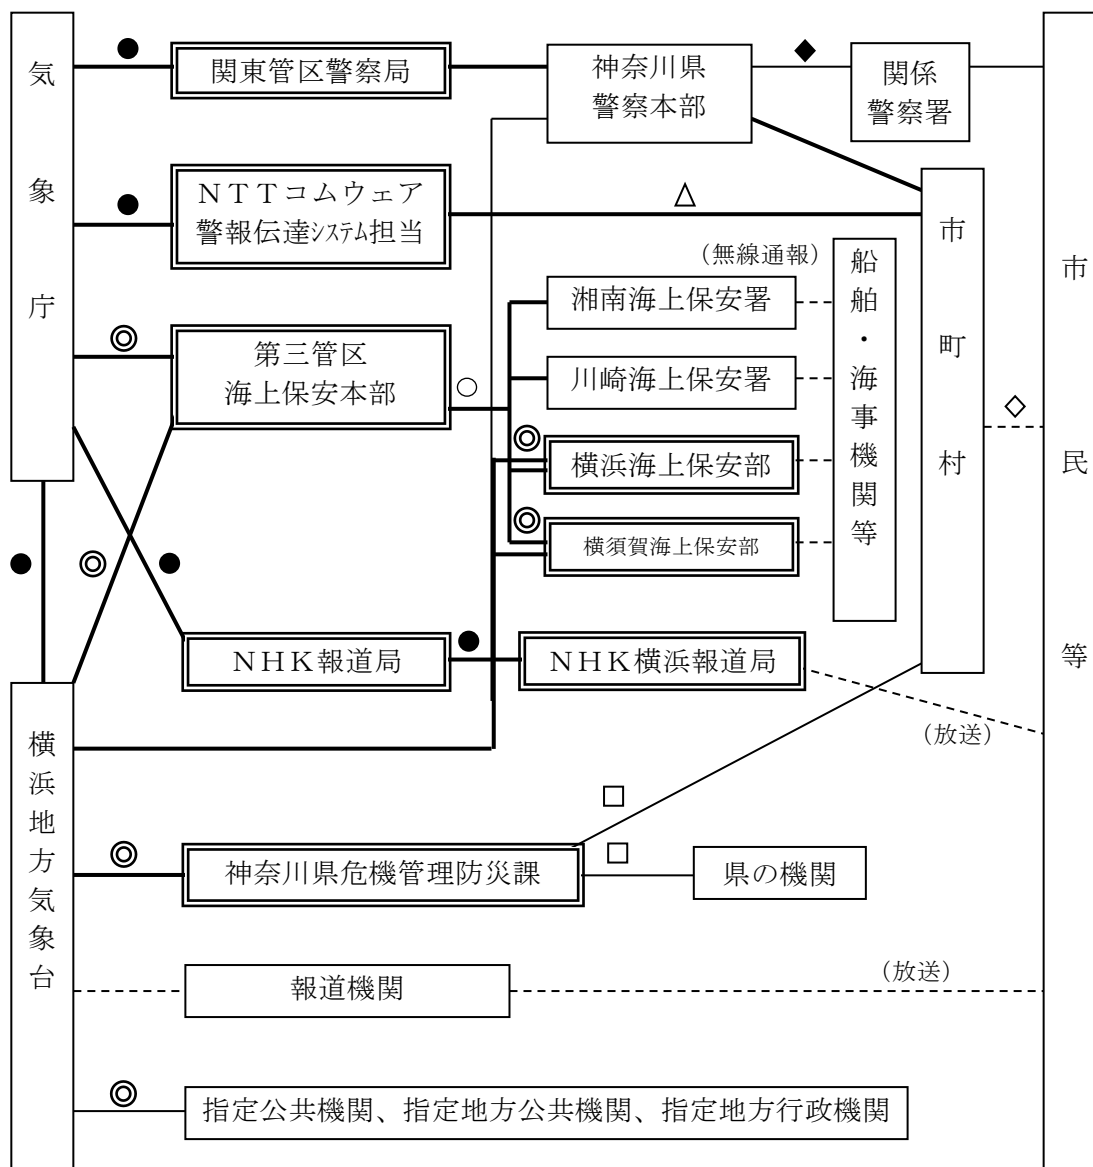 気象庁
関東管区警察局
神奈川県
警察本部
◆
関係
警察署
●
ＮＴＴコムウェア
警報伝達ｼｽﾃﾑ担当
●
△
市町村
市民等
（無線通報）
船舶・海事機関等
湘南海上保安署
◎
第三管区
海上保安本部
○
川崎海上保安署
◇
◎
横浜海上保安部
◎
横須賀海上保安部
●
◎
●
ＮＨＫ報道局
●
ＮＨＫ横浜報道局
（放送）
横浜地方気象台
□
◎
神奈川県危機管理防災課
□
県の機関
報道機関
（放送）
◎
指定公共機関、指定地方公共機関、指定地方行政機関